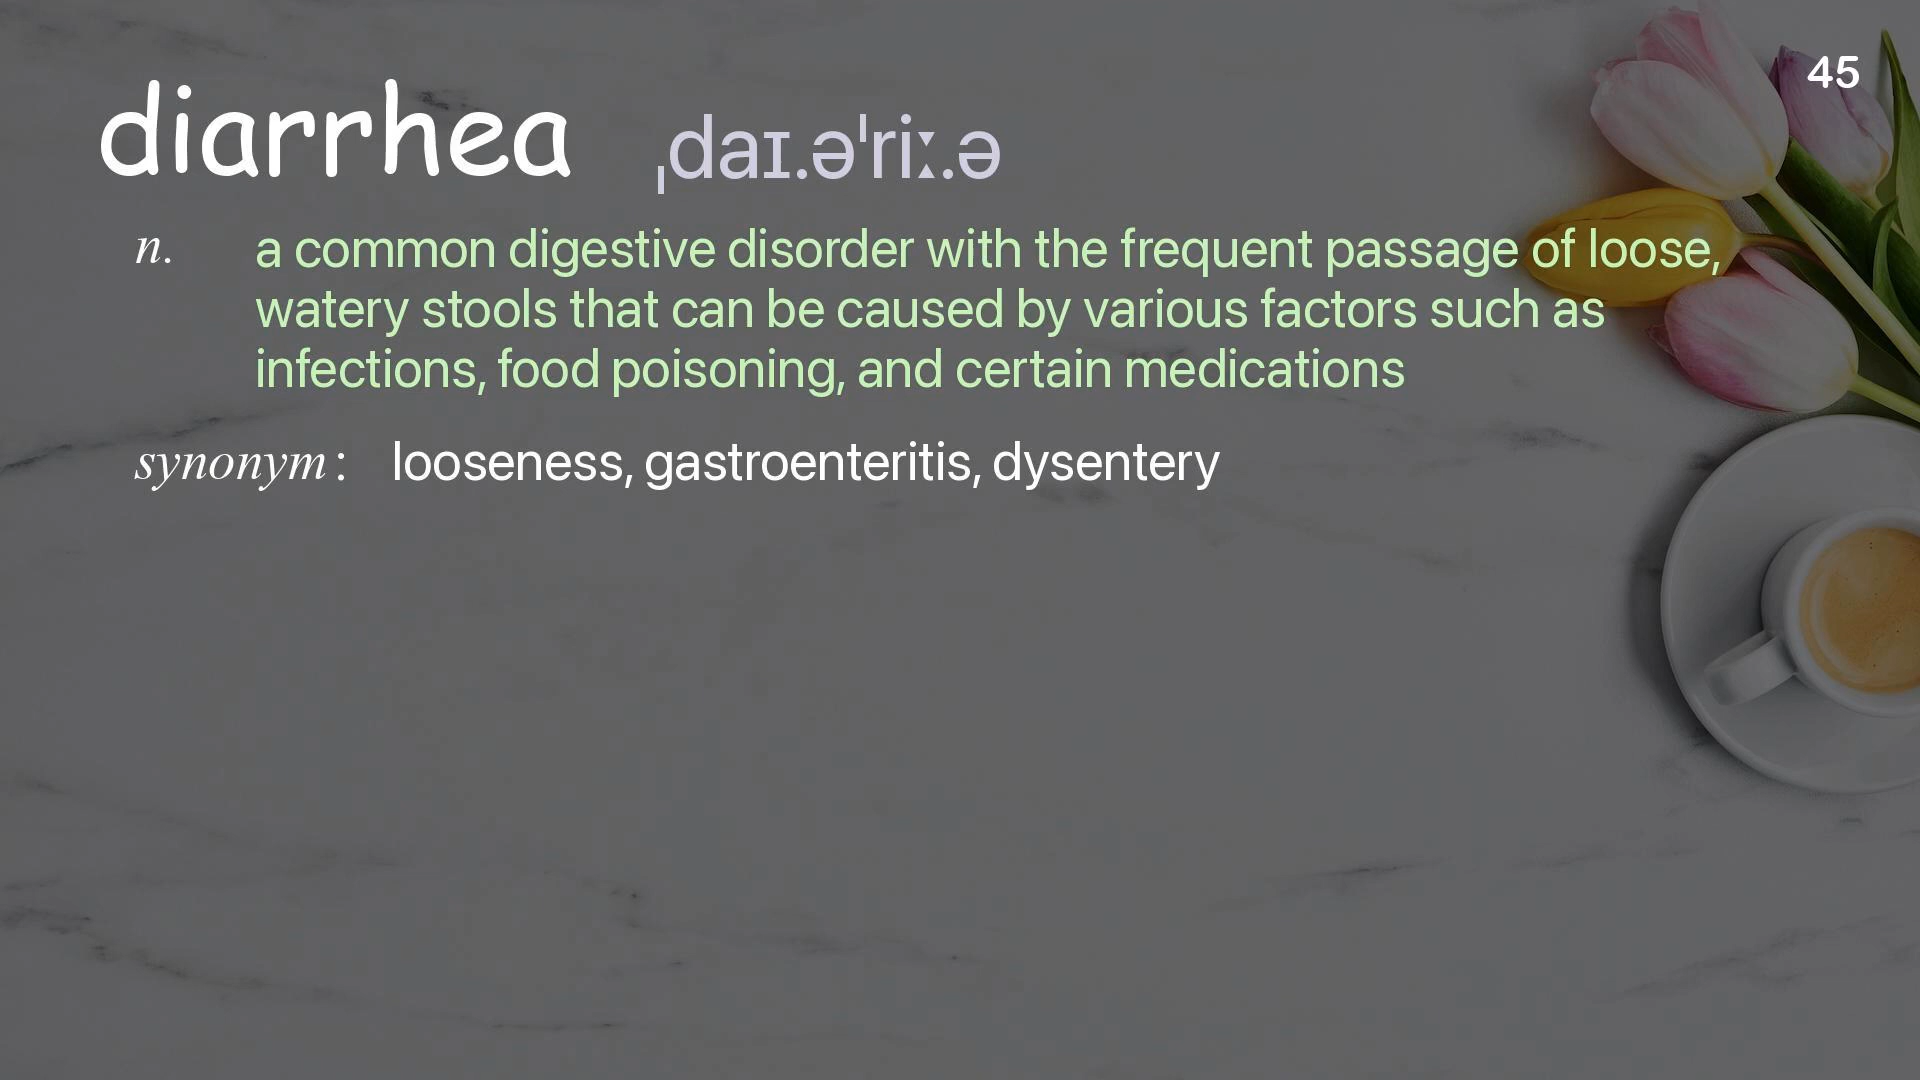 45
diarrhea ˌdaɪ.əˈriː.ə
n. a common digestive disorder with the frequent passage of loose,
watery stools that can be caused by various factors such as
infections, food poisoning, and certain medications
synonym: looseness, gastroenteritis, dysentery